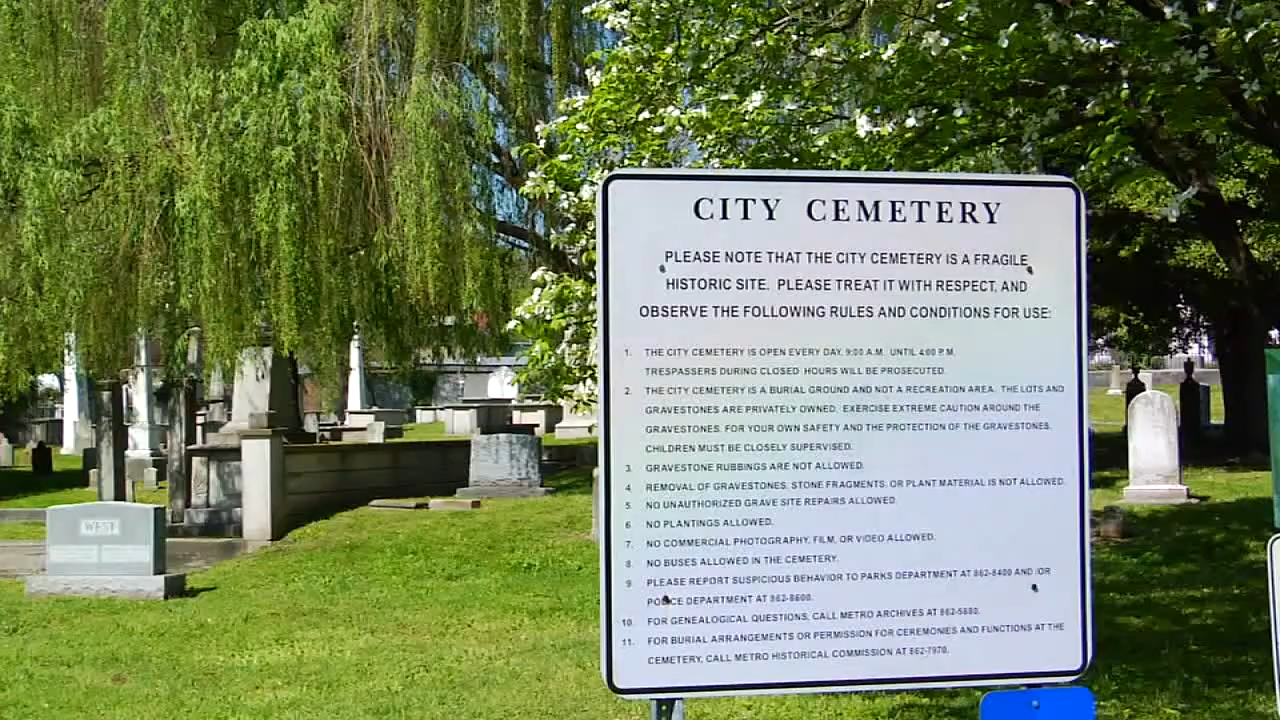 CITY CEMETERY
PLEASE NOTE THAT THE CITY CEMETERY IS A FRAGILE
HISTORIC SITE. PLEASE TREAT IT WITH RESPECT, AND
OBSERVE THE FOLLOWING RULES AND CONDITIONS FOR USE:
1. THE CITY CEMETERY IS OPEN EVERY DAY, 9:00 A.M. UNTIL 4:00 P.M.
TRESPASSERS DURING CLOSED HOURS WILL BE PROSECUTED.
2. THE CITY CEMETERY IS A BURIAL GROUND AND NOT A RECREATION AREA. THE LOTS AND
GRAVESTONES ARE PRIVATELY OWNED. EXERCISE EXTREME CAUTION AROUND THE
GRAVESTONES, FOR YOUR OWN SAFETY AND THE PROTECTION OF THE GRAVESTONES.
CHILDREN MUST BE CLOSELY SUPERVISED.
3. GRAVESTONE RUBBINGS ARE NOT ALLOWED.
4. REMOVAL OF GRAVESTONES, STONE FRAGMENTS, OR PLANT MATERIAL IS NOT ALLOWED.
5. NO UNAUTHORIZED GRAVE SITE REPAIRS ALLOWED.
6. NO PLANTINGS ALLOWED.
7. NO COMMERCIAL PHOTOGRAPHY, FILM, OR VIDEO ALLOWED.
8. NO BUSES ALLOWED IN THE CEMETERY.
9. PLEASE REPORT SUSPICIOUS BEHAVIOR TO PARKS DEPARTMENT AT 862-8400 AND/OR
POLICE DEPARTMENT AT 862-8600.
10. FOR GENEALOGICAL QUESTIONS, CALL METRO ARCHIVES AT 862-5880.
11. FOR BURIAL ARRANGEMENTS OR PERMISSION FOR CEREMONIES AND FUNCTIONS AT THE
CEMETERY, CALL METRO HISTORICAL COMMISSION AT 862-7970.
WEST